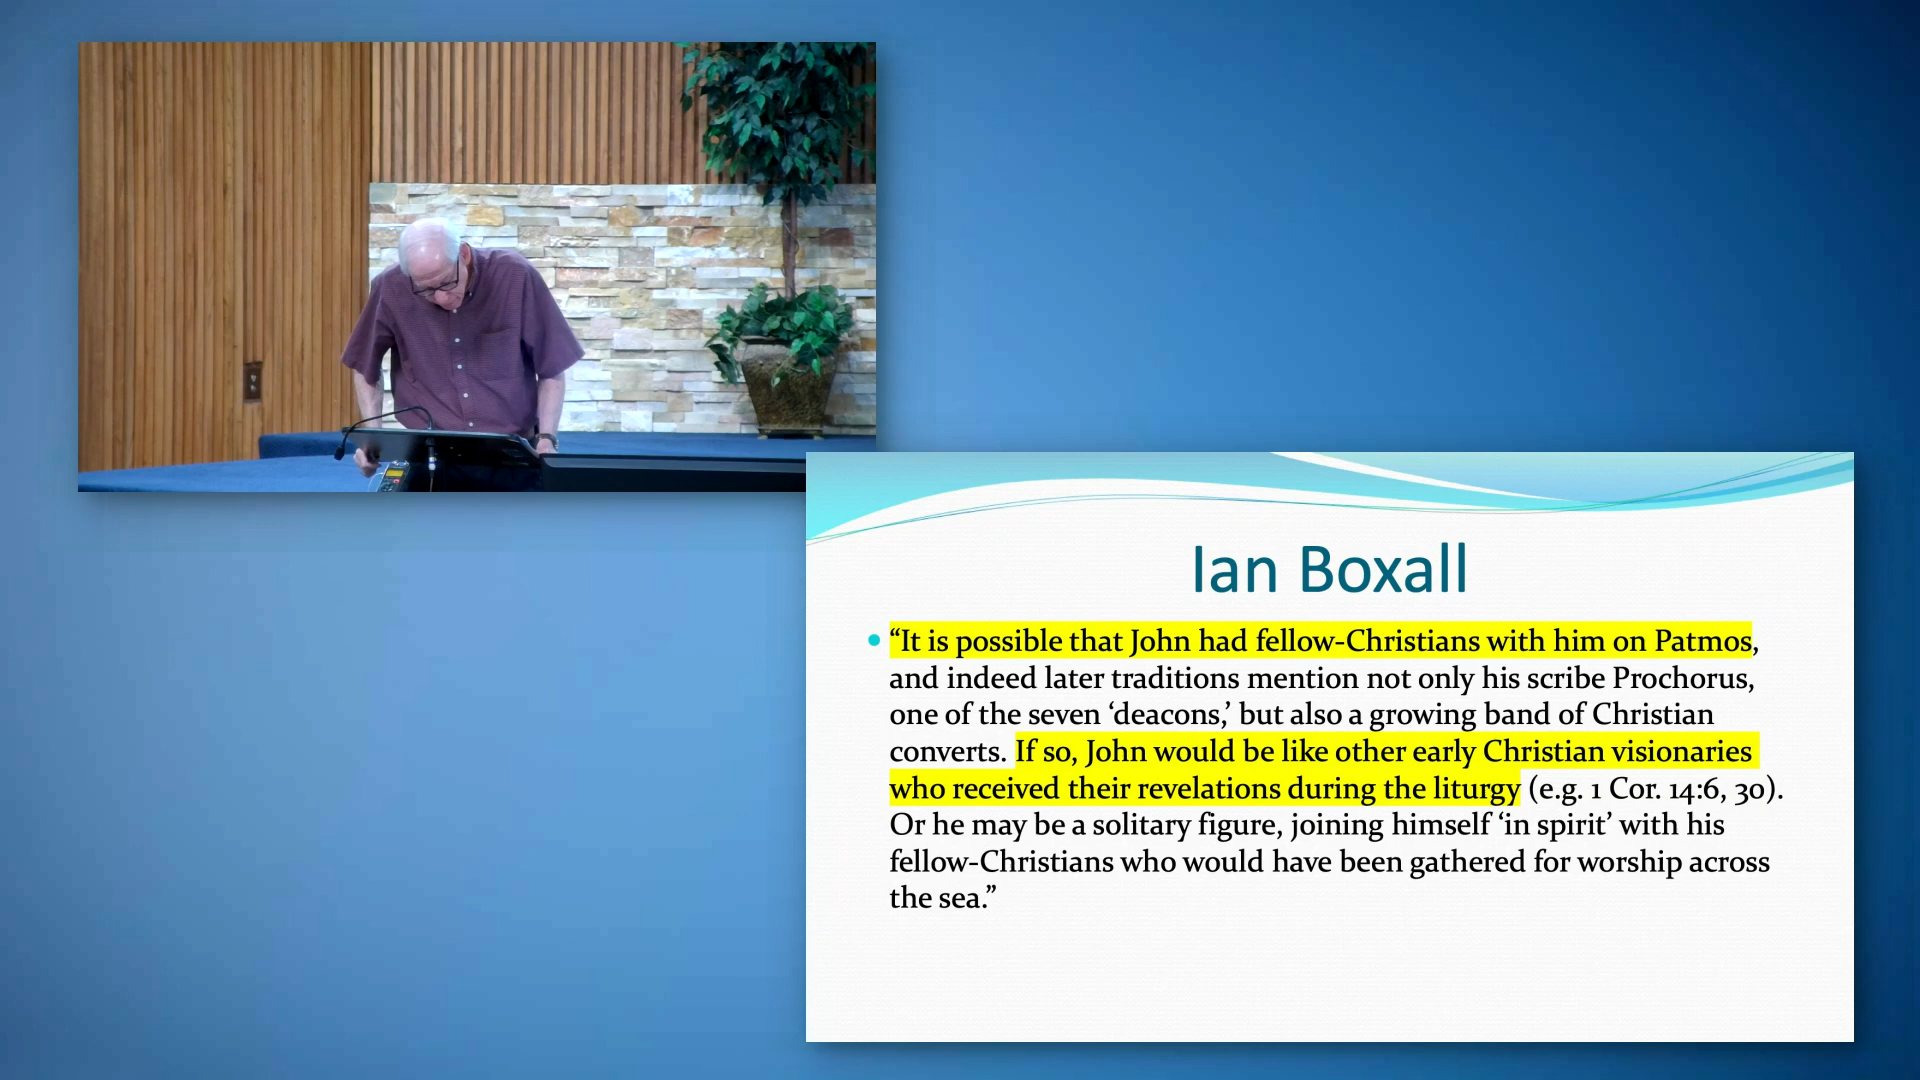 Ian Boxall
“It is possible that John had fellow-Christians with him on Patmos,
and indeed later traditions mention not only his scribe Prochorus,
one of the seven ‘deacons,’ but also a growing band of Christian
converts. If so, John would be like other early Christian visionaries
who received their revelations during the liturgy (e.g. 1 Cor. 14:6, 30).
Or he may be a solitary figure, joining himself ‘in spirit’ with his
fellow-Christians who would have been gathered for worship across
the sea.”